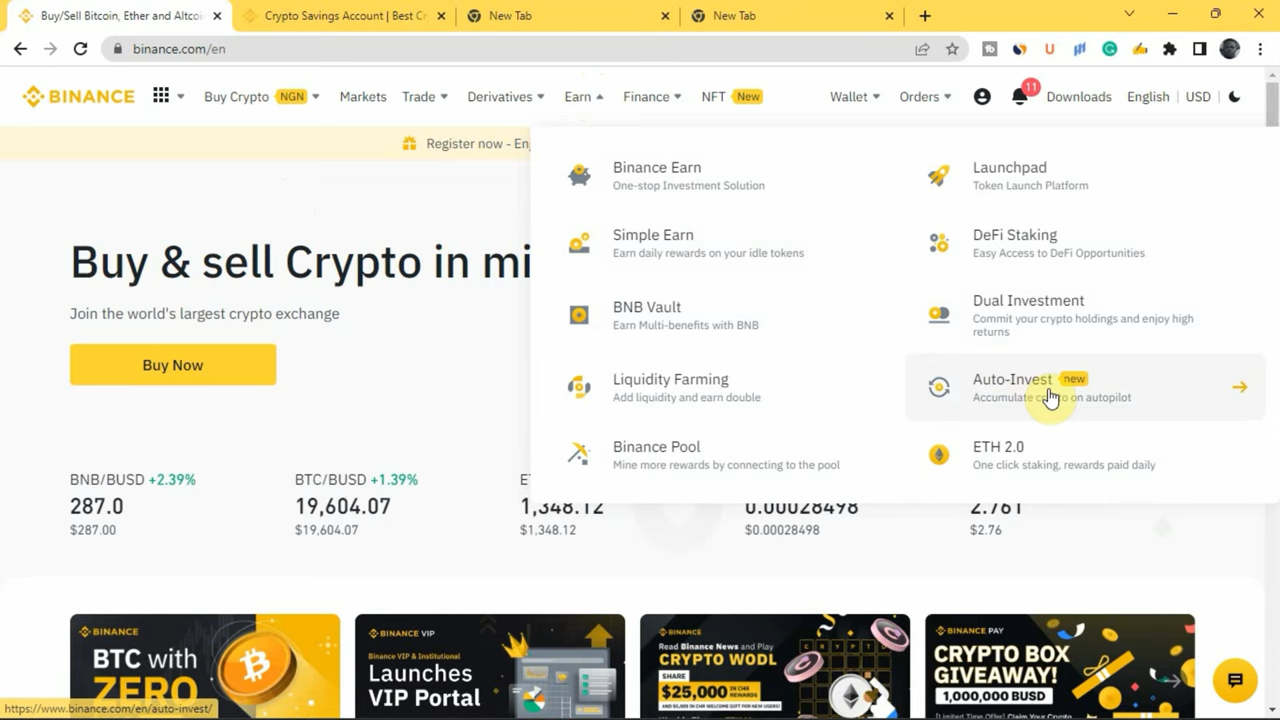 Buy/Sell Bitcoin, Ether and Altcoi
Crypto Savings Account | Best Cr
New Tab
New Tab
binance.com/en
BINANCE
Buy Crypto NGN
Markets
Trade
Derivatives
Earn
Finance
NFT New
Wallet
Orders
11
Downloads
English
USD
Register now - En
Buy & sell Crypto in mi
Join the world's largest crypto exchange
Buy Now
Binance Earn
One-stop Investment Solution
Simple Earn
Earn daily rewards on your idle tokens
BNB Vault
Earn Multi-benefits with BNB
Liquidity Farming
Add liquidity and earn double
Binance Pool
Mine more rewards by connecting to the pool
Launchpad
Token Launch Platform
DeFi Staking
Easy Access to DeFi Opportunities
Dual Investment
Commit your crypto holdings and enjoy high
returns
Auto-Invest new
Accumulate crypto on autopilot
ETH 2.0
One click staking, rewards paid daily
BNB/BUSD +2.39%
287.0
$287.00
BTC/BUSD +1.39%
19,604.07
$19,604.07
1,348.12
$1,348.12
0.00028498
$0.00028498
2.761
$2.76
BINANCE
BTC with
ZERO
BINANCE VIP
Binance VIP & Institutional
Launches
VIP Portal
BINANCE
Read Binance News and Play
CRYPTO WODL
SHARE
$25,000
BINANCE PAY
CRYPTO BOX
GIVEAWAY!
1,000,000 BUSD
https://www.binance.com/en/auto-invest/